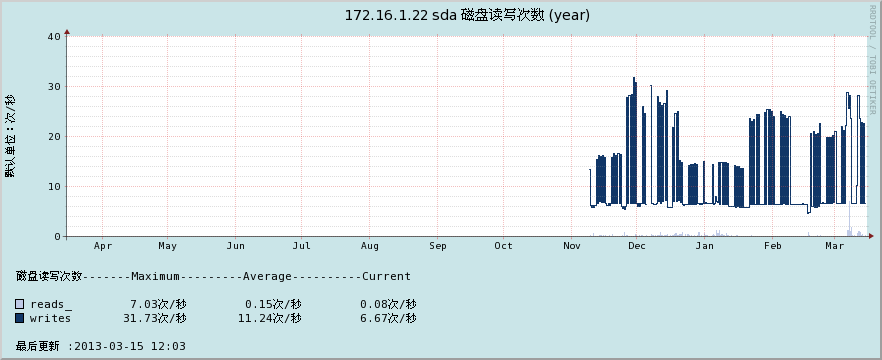 172.16.1.22 sda 磁盘读写次数 (year)
RRDTOOL / TOBI OETIKER
默认单位：次/秒
40
30
20
10
0
Apr May Jun Jul Aug Sep Oct Nov Dec Jan Feb Mar
磁盘读写次数-------Maximum---------Average----------Current
reads_ 7.03次/秒 0.15次/秒 0.08次/秒
writes 31.73次/秒 11.24次/秒 6.67次/秒
最后更新 :2013-03-15 12:03